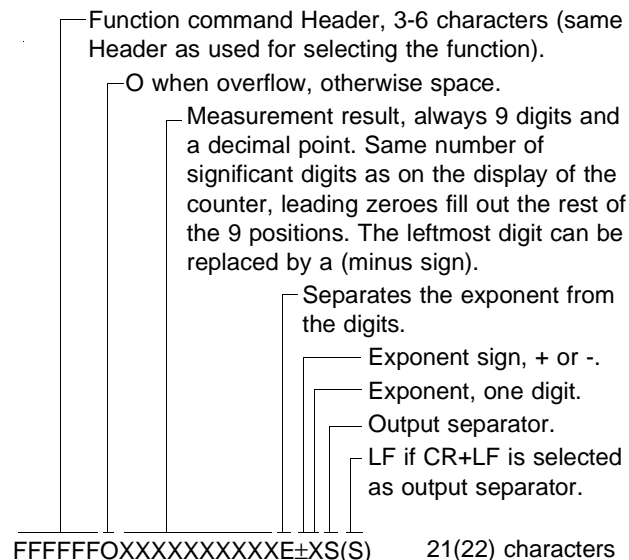 Function command Header, 3-6 characters (same
Header as used for selecting the function).
O when overflow, otherwise space.
Measurement result, always 9 digits and
a decimal point. Same number of
significant digits as on the display of the
counter, leading zeroes fill out the rest of
the 9 positions. The leftmost digit can be
replaced by a (minus sign).
Separates the exponent from
the digits.
Exponent sign, + or -.
Exponent, one digit.
Output separator.
LF if CR+LF is selected
as output separator.
FFFFFFOXXXXXXXXXXE±XS(S) 21(22) characters